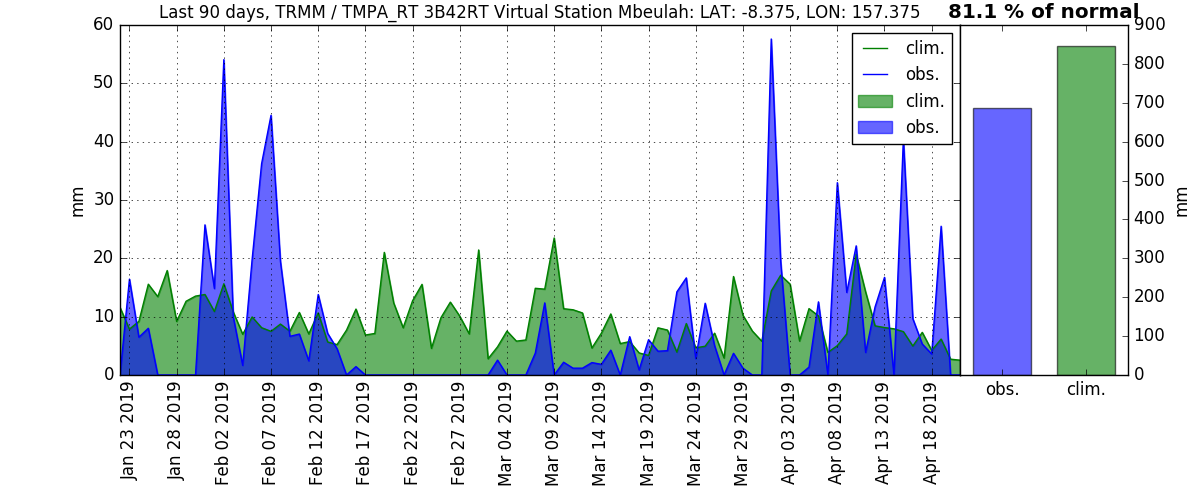 Last 90 days, TRMM / TMPA_RT 3B42RT Virtual Station Mbeulah: LAT: -8.375, LON: 157.375
81.1 % of normal
60
50
40
30
20
10
0
mm
clim.
obs.
clim.
obs.
900
800
700
600
500
400
300
200
100
0
mm
Jan 23 2019
Jan 28 2019
Feb 02 2019
Feb 07 2019
Feb 12 2019
Feb 17 2019
Feb 22 2019
Feb 27 2019
Mar 04 2019
Mar 09 2019
Mar 14 2019
Mar 19 2019
Mar 24 2019
Mar 29 2019
Apr 03 2019
Apr 08 2019
Apr 13 2019
Apr 18 2019
obs.
clim.